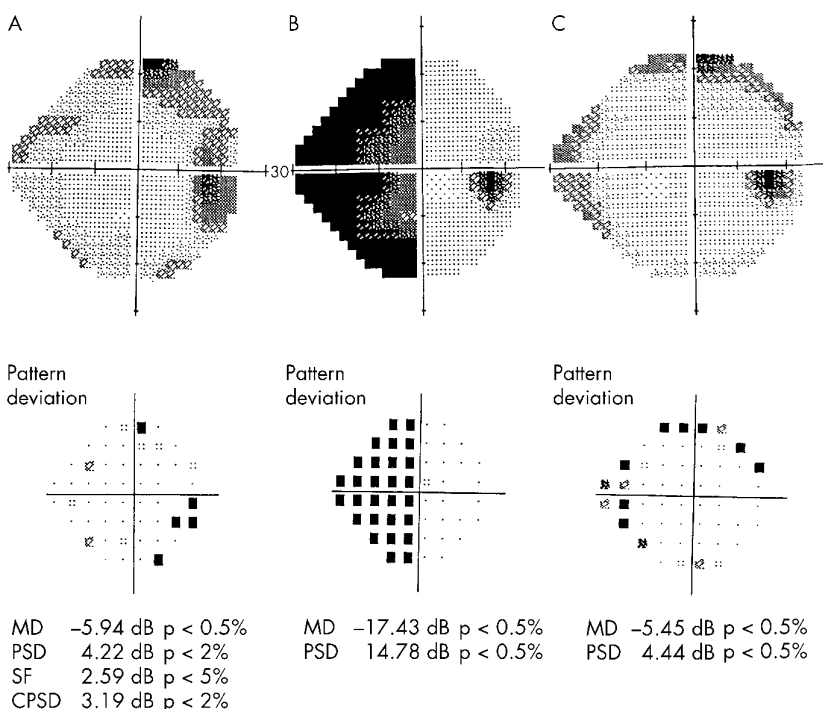 A
B
C
30
Pattern
deviation
Pattern
deviation
Pattern
deviation
MD −5.94 dB p < 0.5%
PSD 4.22 dB p < 2%
SF 2.59 dB p < 5%
CPSD 3.19 dB p < 2%
MD −17.43 dB p < 0.5%
PSD 14.78 dB p < 0.5%
MD −5.45 dB p < 0.5%
PSD 4.44 dB p < 0.5%